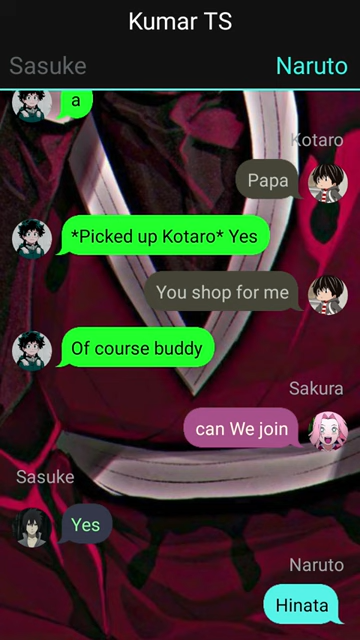 Kumar TS
Sasuke
Naruto
a
Kotaro
Papa
*Picked up Kotaro* Yes
You shop for me
Of course buddy
Sakura
can We join
Sasuke
Yes
Naruto
Hinata